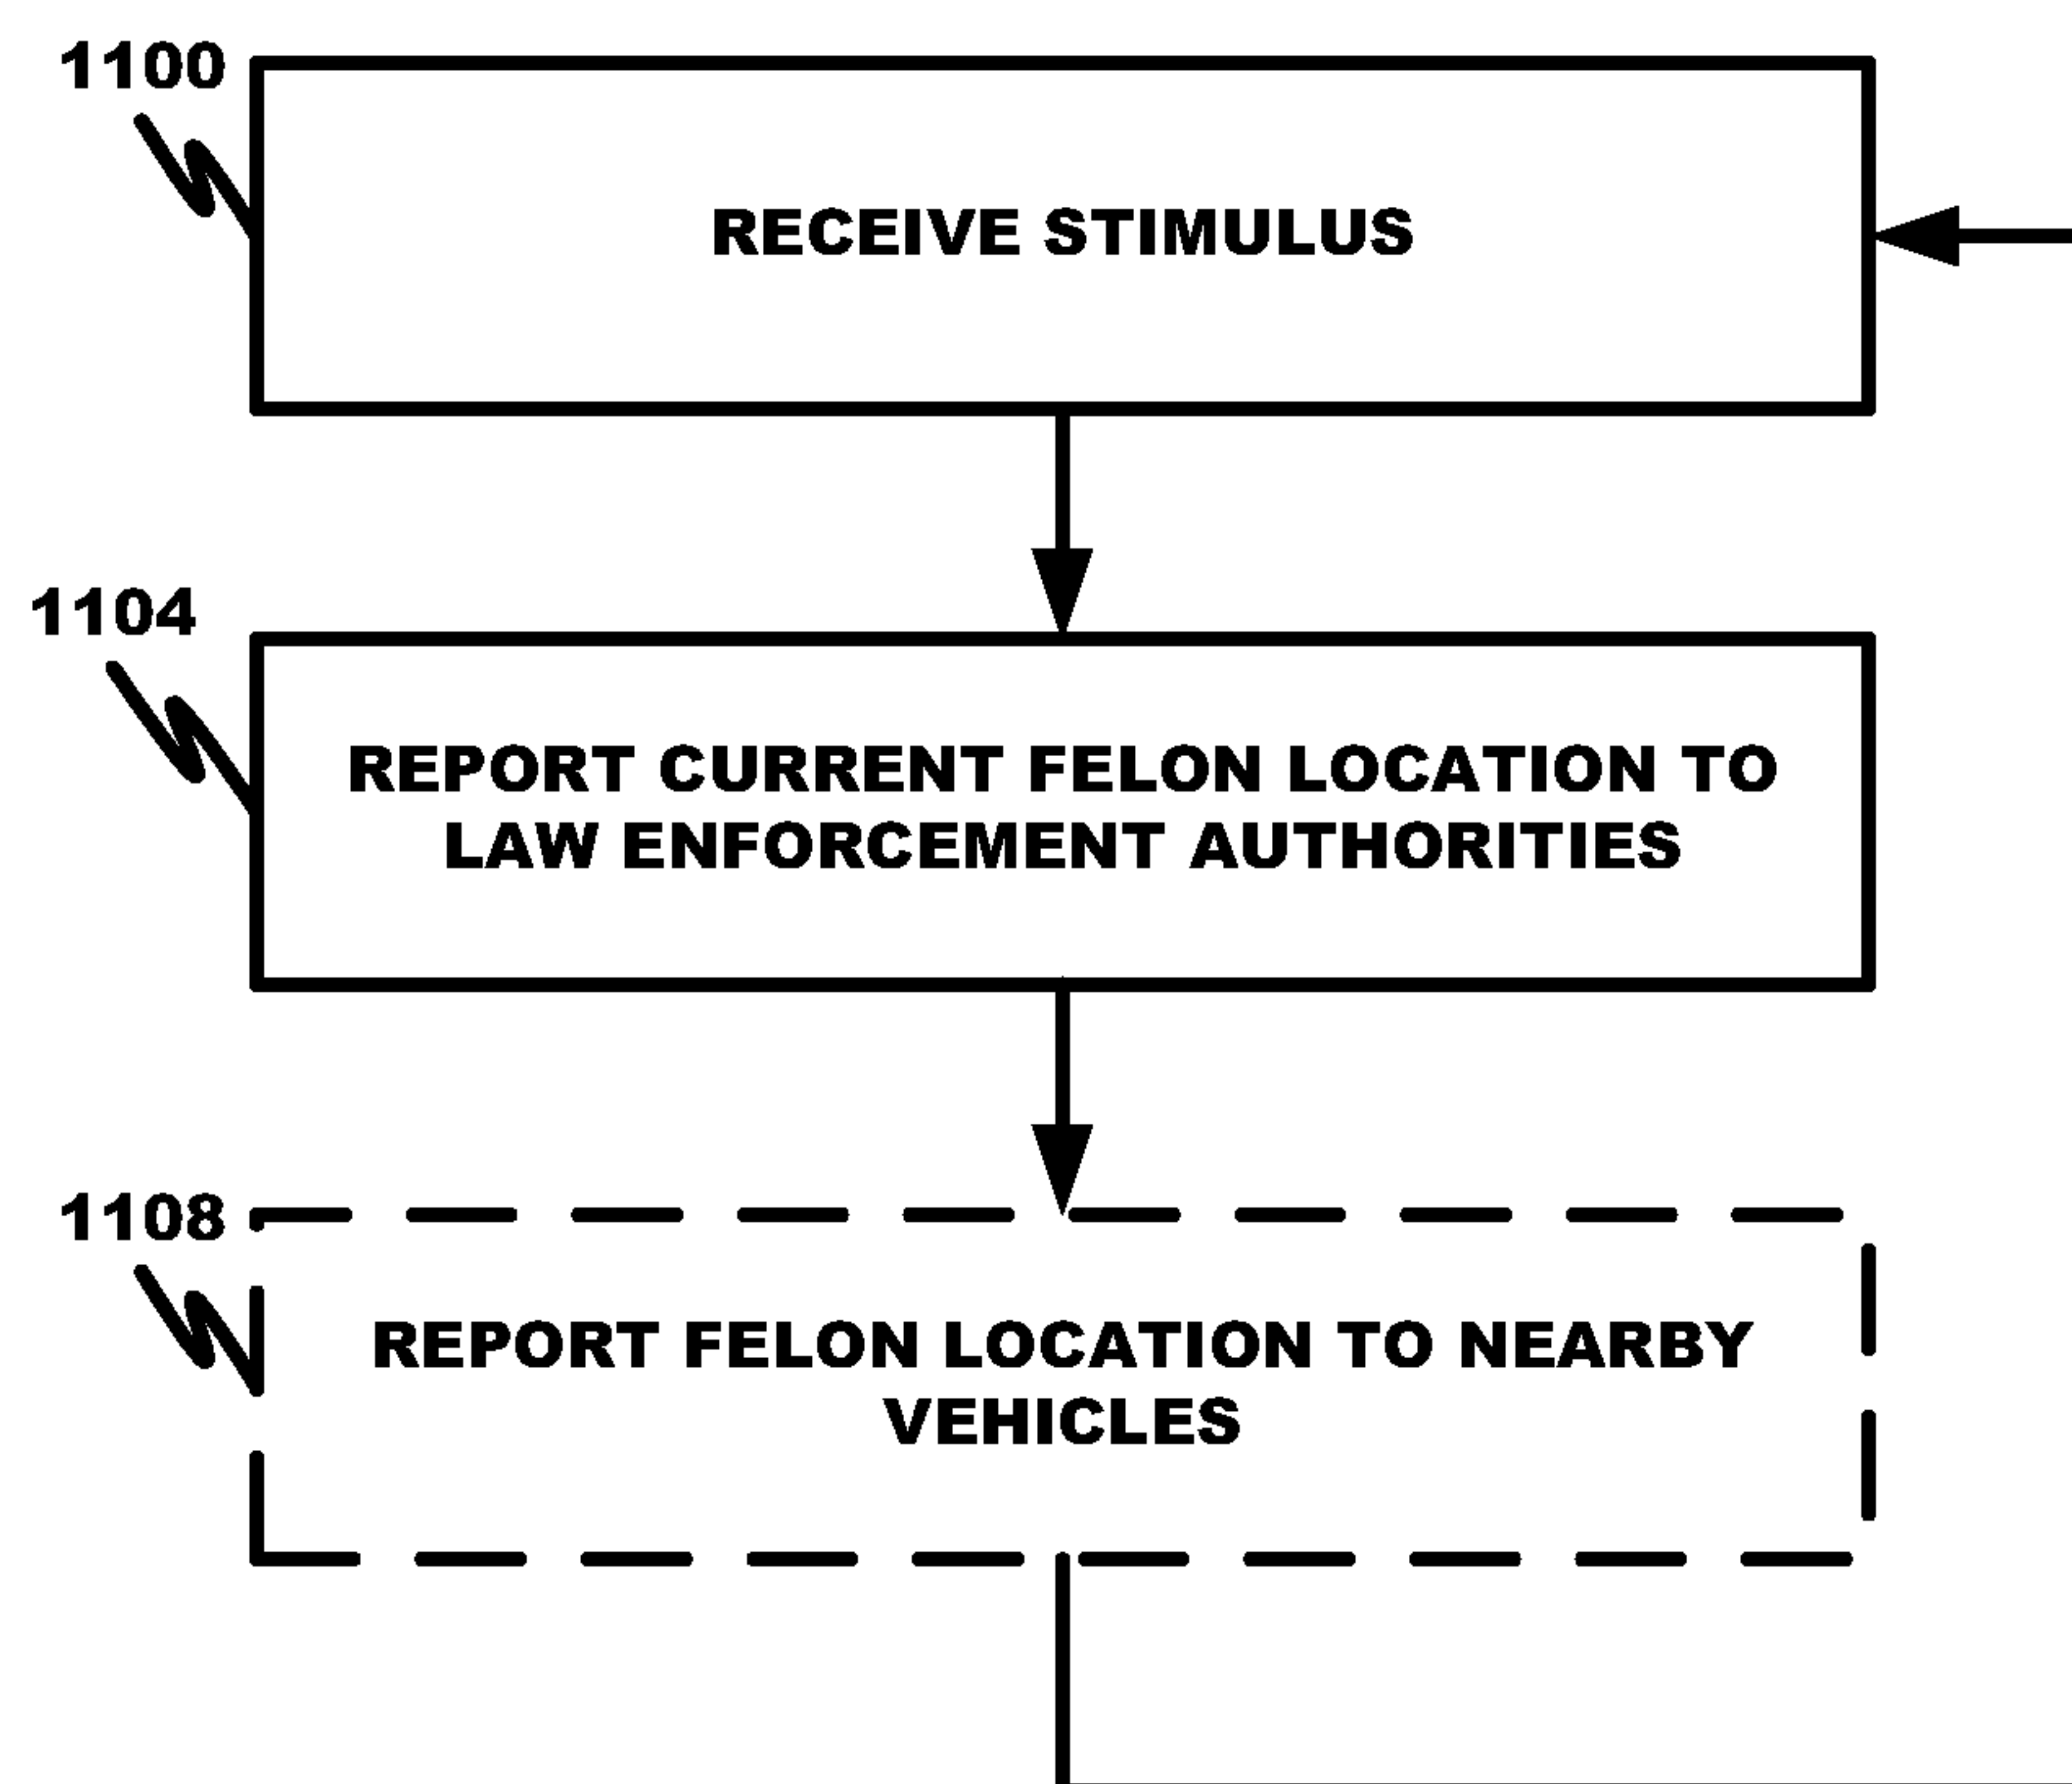 1100
RECEIVE STIMULUS
1104
REPORT CURRENT FELON LOCATION TO
LAW ENFORCEMENT AUTHORITIES
1108
REPORT FELON LOCATION TO NEARBY
VEHICLES